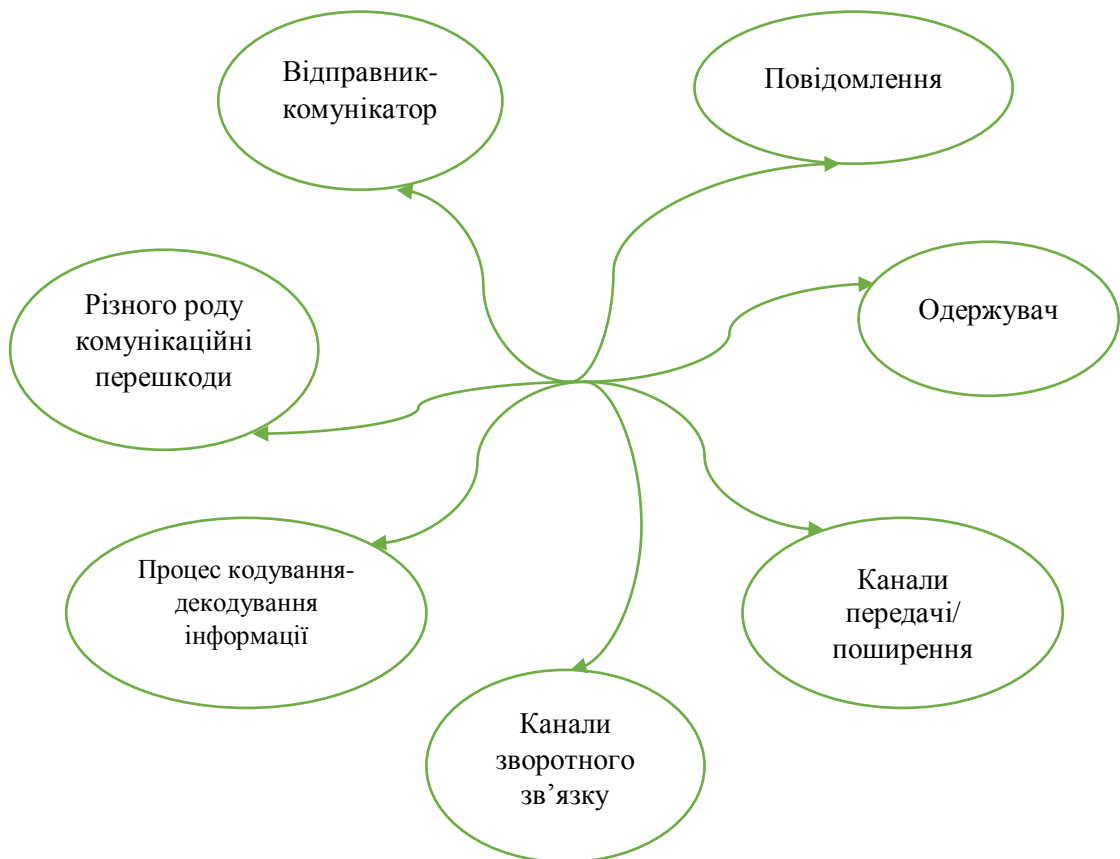 Відправник-
комунікатор
Повідомлення
Одержувач
Різного роду
комунікаційні
перешкоди
Процес кодування-
декодування
інформації
Канали
передачі/
поширення
Канали
зворотного
зв’язку